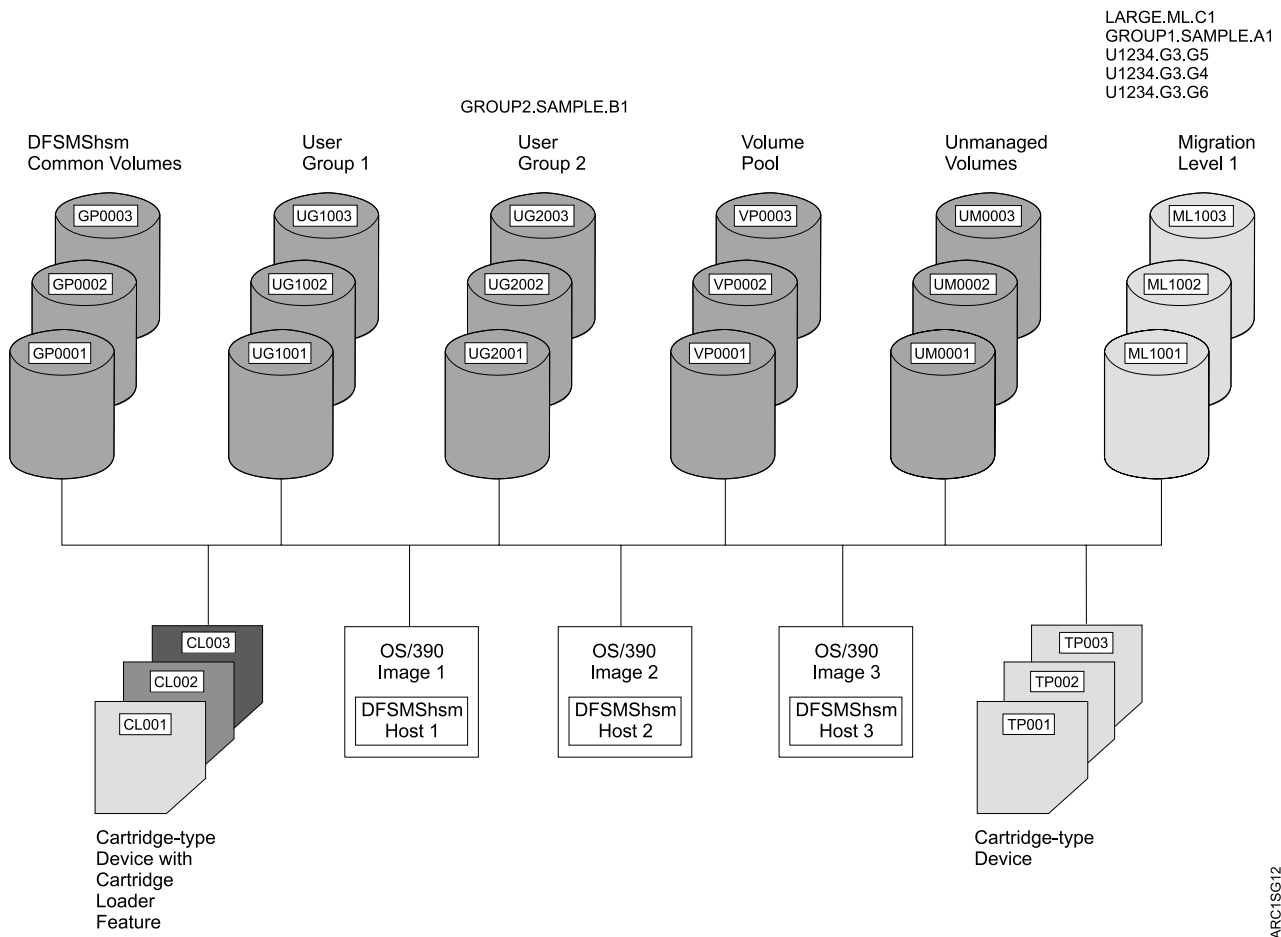 LARGE.ML.C1
GROUP1.SAMPLE.A1
U1234.G3.G5
U1234.G3.G4
U1234.G3.G6
GROUP2.SAMPLE.B1
DFSMShsm
Common Volumes
User
Group 1
User
Group 2
Volume
Pool
Unmanaged
Volumes
Migration
Level 1
GP0003
UG1003
UG2003
VP0003
UM0003
ML1003
GP0002
UG1002
UG2002
VP0002
UM0002
ML1002
GP0001
UG1001
UG2001
VP0001
UM0001
ML1001
CL003
CL002
CL001
OS/390
Image 1
DFSMShsm
Host 1
OS/390
Image 2
DFSMShsm
Host 2
OS/390
Image 3
DFSMShsm
Host 3
TP003
TP002
TP001
Cartridge-type
Device with
Cartridge
Loader
Feature
Cartridge-type
Device
ARC1SG12